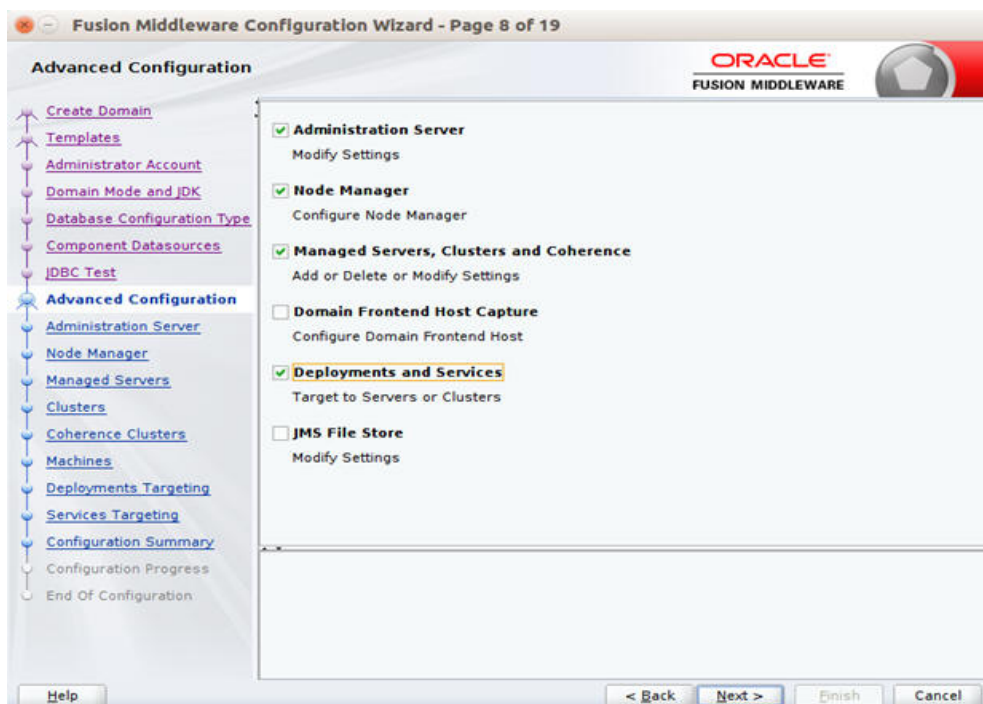 Fusion Middleware Configuration Wizard - Page 8 of 19
Advanced Configuration
ORACLE
FUSION MIDDLEWARE
Create Domain
Templates
Administrator Account
Domain Mode and JDK
Database Configuration Type
Component Datasources
JDBC Test
Advanced Configuration
Administration Server
Node Manager
Managed Servers
Clusters
Coherence Clusters
Machines
Deployments Targeting
Services Targeting
Configuration Summary
Configuration Progress
End Of Configuration
Administration Server
Modify Settings
Node Manager
Configure Node Manager
Managed Servers, Clusters and Coherence
Add or Delete or Modify Settings
Domain Frontend Host Capture
Configure Domain Frontend Host
Deployments and Services
Target to Servers or Clusters
JMS File Store
Modify Settings
Help
< Back
Next >
Finish
Cancel